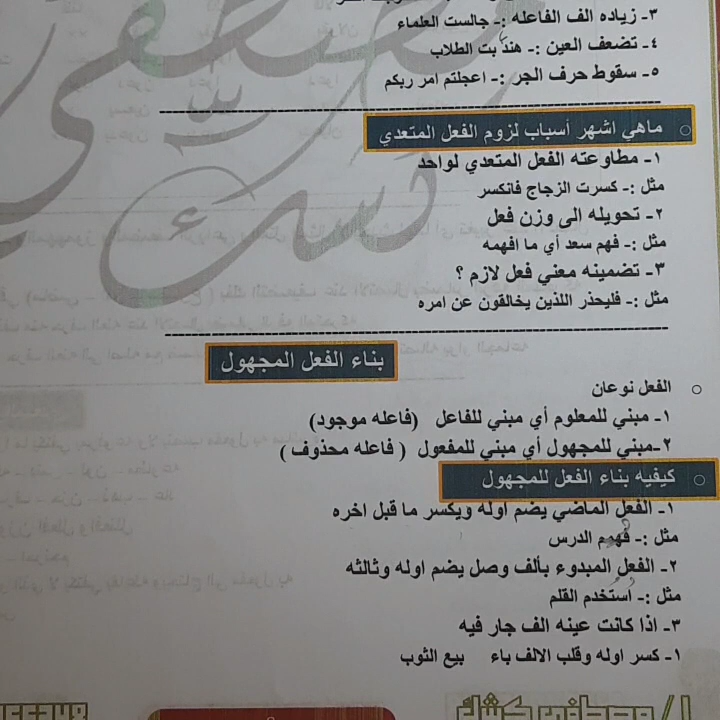 ٣- زياده الف الفاعله :- جالست العلماء
٤- تضعف العين :- هند بت الطلاب
٥- سقوط حرف الجر :- اعجلتم امر ربكم
ماهي اشهر أسباب لزوم الفعل المتعدي
١- مطاوعته الفعل المتعدي لواحد
مثل :- كسرت الزجاج فانكسر
٢- تحويله الى وزن فعل
مثل :- فهم سعد أي ما افهمه
٣- تضمينه معني فعل لازم ؟
مثل :- فليحذر اللذين يخالقون عن امره
بناء الفعل المجهول
الفعل نوعان
١- مبني للمعلوم أي مبني للفاعل (فاعله موجود)
٢-مبني للمجهول أي مبني للمفعول ( فاعله محذوف )
كيفيه بناء الفعل للمجهول
١- الفعل الماضي يضم اوله ويكسر ما قبل اخره
مثل :- فهم الدرس
٢- الفعل المبدوء بألف وصل يضم اوله وثالثه
مثل :- اُستُخدم القلم
٣- اذا كانت عينه الف جار فيه
١- كسر اوله وقلب الالف باء بيع الثوب